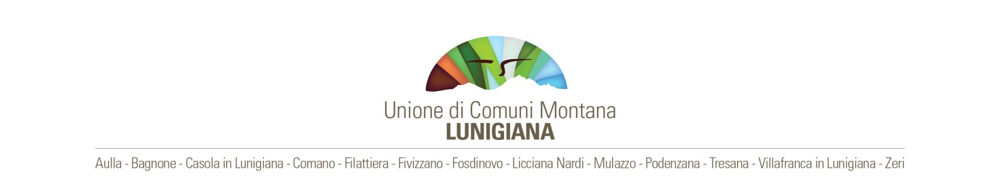 Unione di Comuni Montana
LUNIGIANA
Aulla - Bagnone - Casola in Lunigiana - Comano - Filattiera - Fivizzano - Fosdinovo - Licciana Nardi - Mulazzo - Podenzana - Tresana - Villafranca in Lunigiana - Zeri